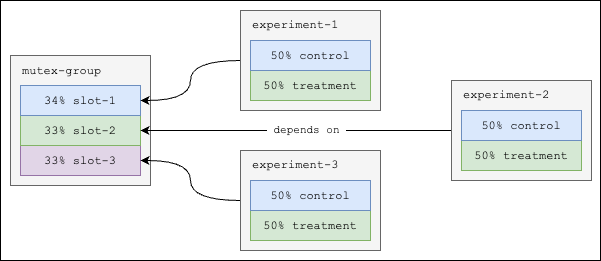 mutex-group
34% slot-1
33% slot-2
33% slot-3
experiment-1
50% control
50% treatment
depends on
experiment-2
50% control
50% treatment
experiment-3
50% control
50% treatment